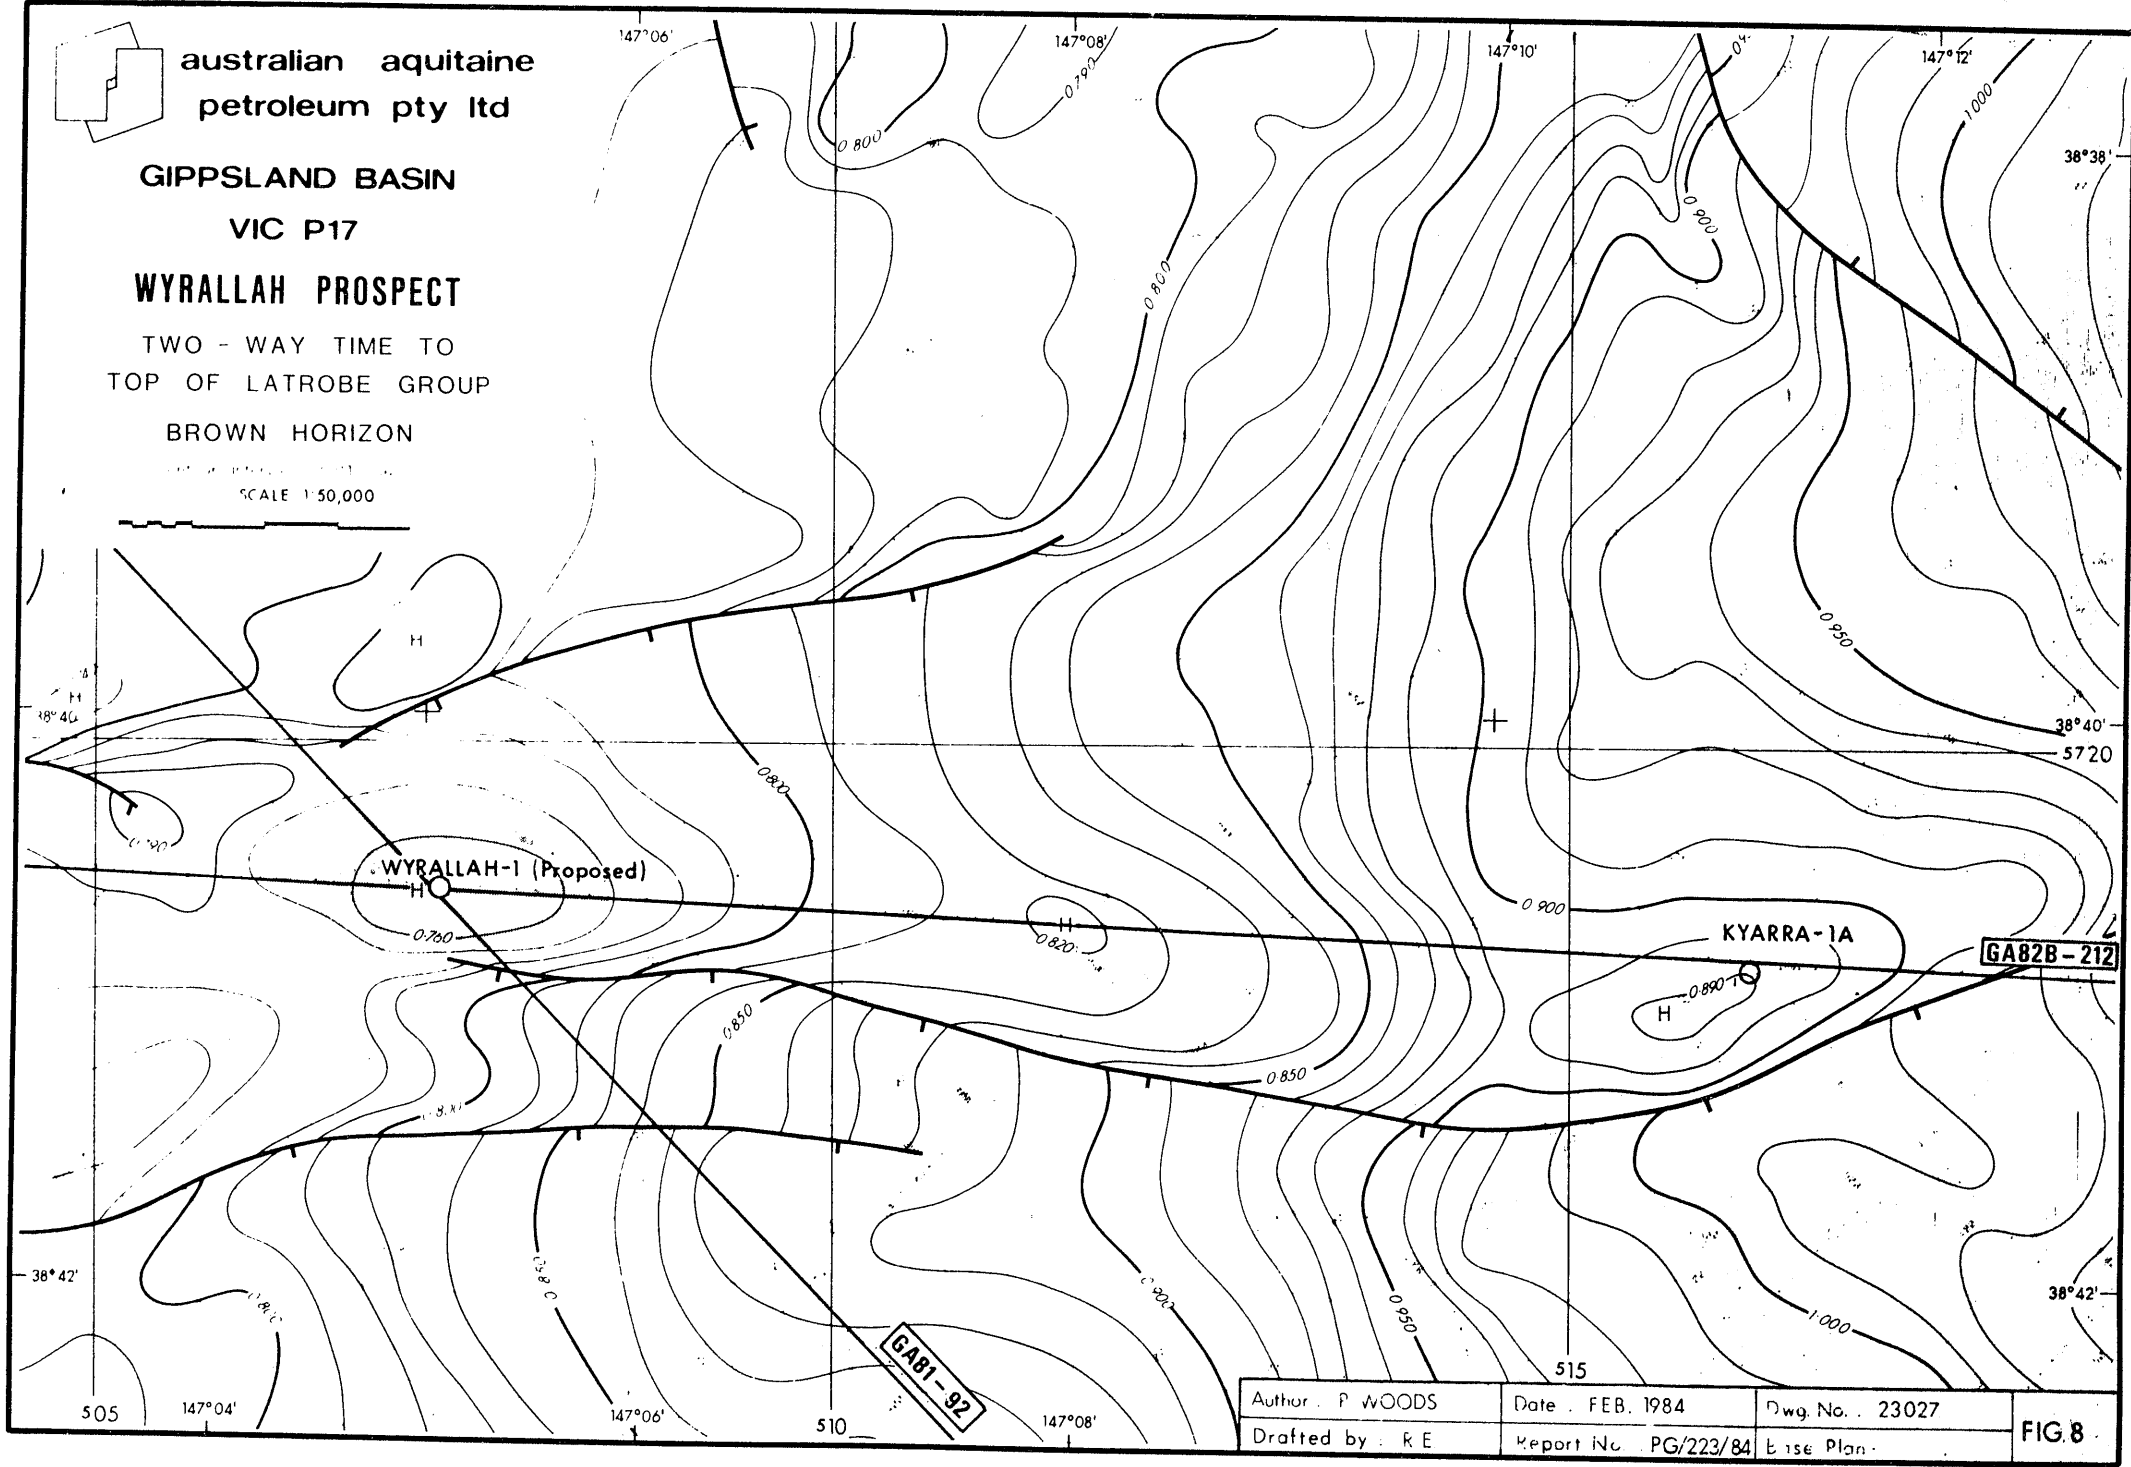 australian aquitaine
petroleum pty ltd
GIPPSLAND BASIN
VIC P17
WYRALLAH PROSPECT
TWO - WAY TIME TO
TOP OF LATROBE GROUP
BROWN HORIZON
SCALE 1:50,000
147°06'
147°08'
147°10'
147°12'
0.790
1.000
0.800
38°38'
0.900
0.800
H
H
0.950
38°40'
38°40'
5720
0.800
WYRALLAH-1 (Proposed)
H
0.760
H
0.820
0.900
KYARRA-1A
GA82B-212
0.890
H
0.850
0.850
38°42'
0.900
0.950
1.000
38°42'
GA81-92
505
147°04'
147°06'
510
147°08'
515
Author. P WOODS
Date. FEB. 1984
Dwg. No.. 23027
Drafted by: R E
Report No. PG/223/84
Base Plan.
FIG. 8